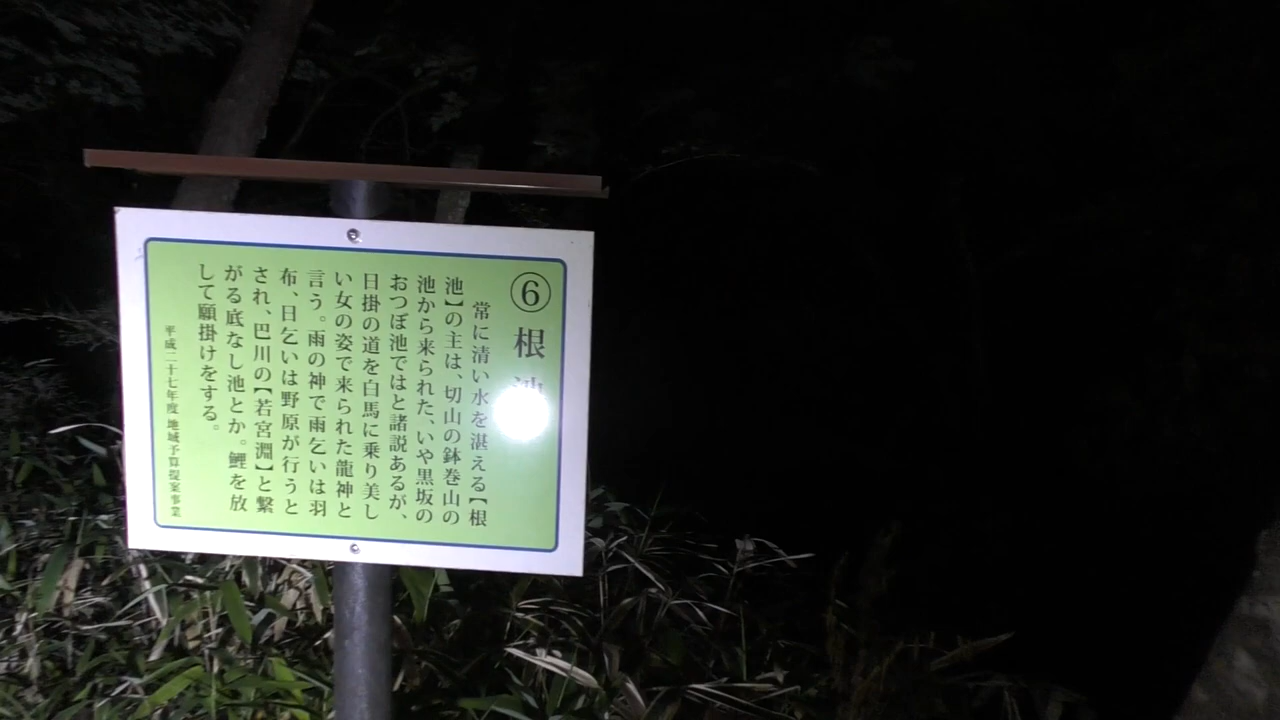 ⑥ 根池
常に清い水を湛える【根
池】の主は、切山の鉢巻山の
池から来られた、いや黒坂の
おつぼ池ではと諸説あるが、
日掛の道を白馬に乗り美し
い女の姿で来られた龍神と
言う。雨の神で雨乞いは羽
布、日乞いは野原が行うと
され、巴川の【若宮淵】と繋
がる底なし池とか。鯉を放
して願掛けをする。
平成二十七年度 地域予算提案事業